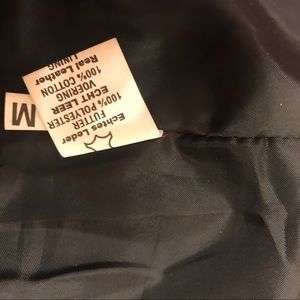 Echtes Leder
FUTTER
100% POLYESTER
ECHT LEER
VOERING
100% COTTON
Real Leather
LINING
M